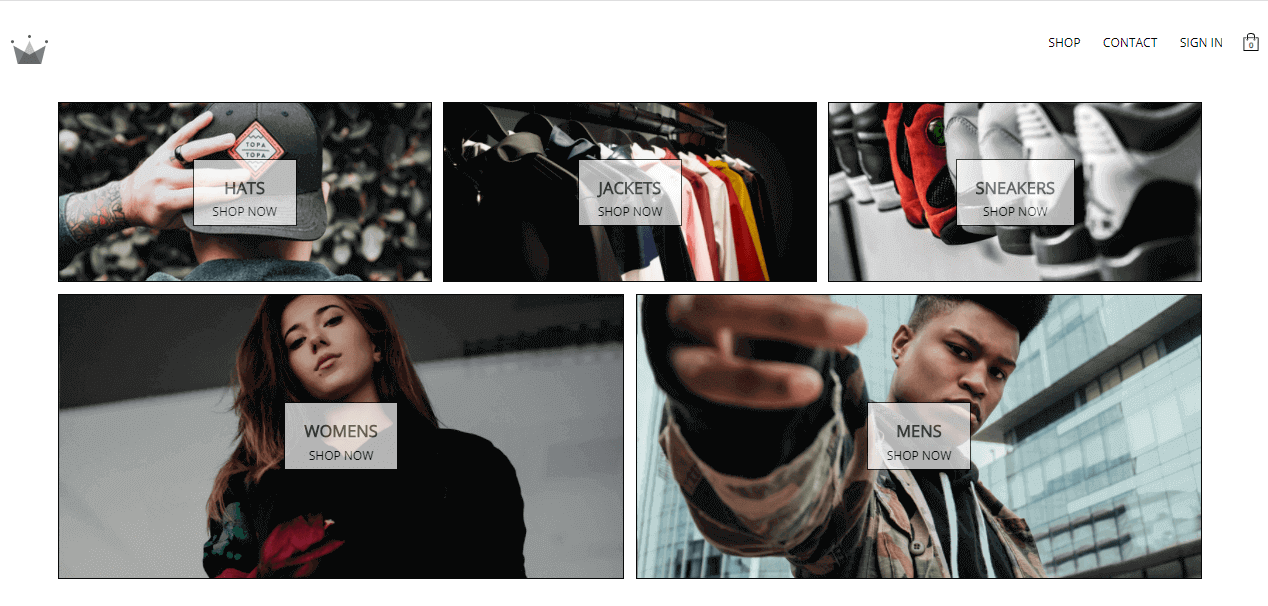 SHOP CONTACT SIGN IN
0
TOPA
TOPA
HATS
SHOP NOW
JACKETS
SHOP NOW
SNEAKERS
SHOP NOW
WOMENS
SHOP NOW
MENS
SHOP NOW